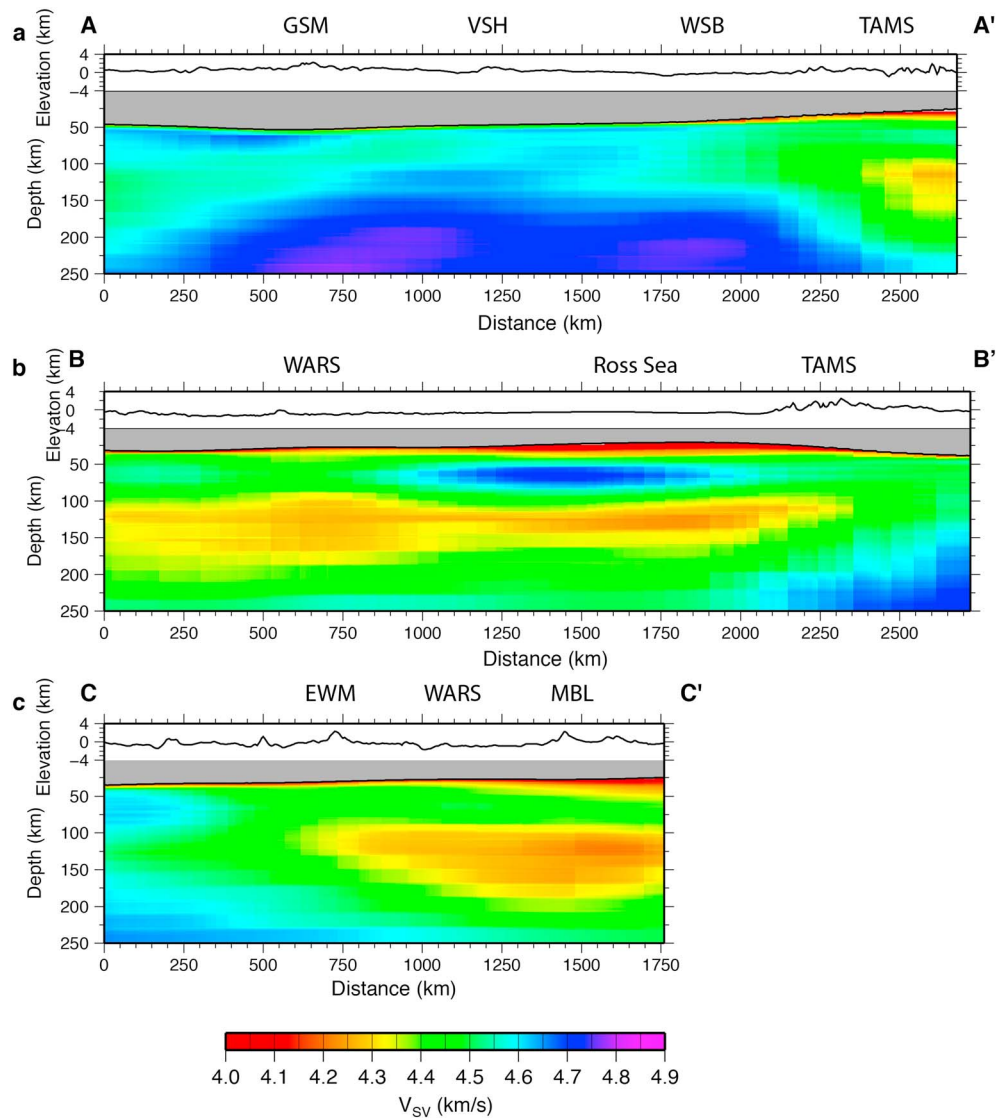 a A GSM VSH WSB TAMS A'
Elevation (km)
4
0
−4
Depth (km)
50
100
150
200
250
0 250 500 750 1000 1250 1500 1750 2000 2250 2500
Distance (km)
b B WARS Ross Sea TAMS B’
Elevaton (km)
4
0
4
Depth (km)
50
100
150
200
250
0 250 500 750 1000 1250 1500 1750 2000 2250 2500
Distance (km)
c C EWM WARS MBL C'
Elevation (km)
4
0
−4
Depth (km)
50
100
150
200
250
0 250 500 750 1000 1250 1500 1750
Distance (km)
4.0 4.1 4.2 4.3 4.4 4.5 4.6 4.7 4.8 4.9
VSV (km/s)